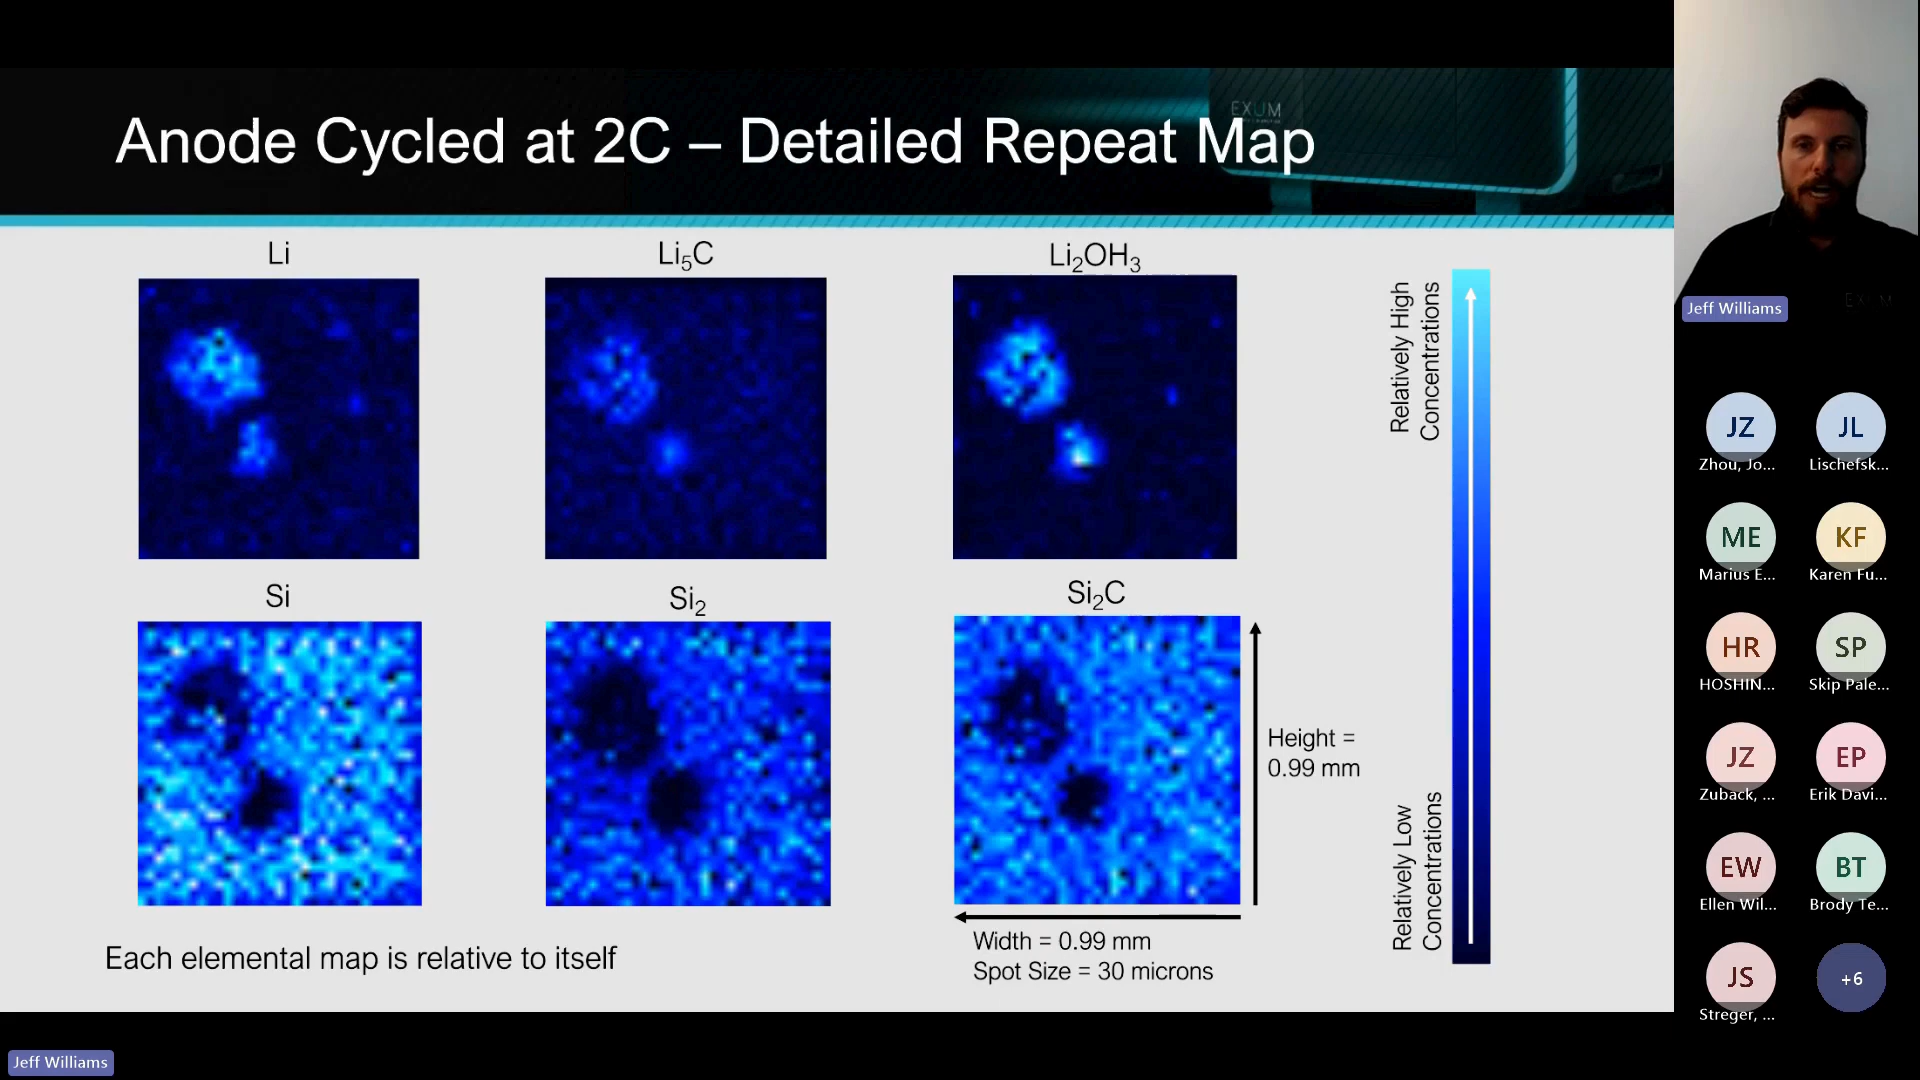 EXUM
Anode Cycled at 2C – Detailed Repeat Map
Li
Li₅C
Li₂OH₃
Si
Si₂
Si₂C
Relatively High
Concentrations
Relatively Low
Concentrations
Height =
0.99 mm
Width = 0.99 mm
Spot Size = 30 microns
Each elemental map is relative to itself
Jeff Williams
EXUM
Jeff Williams
JZ
JL
Zhou, Jo...
Lischefsk...
ME
KF
Marius E...
Karen Fu...
HR
SP
HOSHIN...
Skip Pale...
JZ
EP
Zuback, ...
Erik Davi...
EW
BT
Ellen Wil...
Brody Te...
JS
+6
Streger, ...